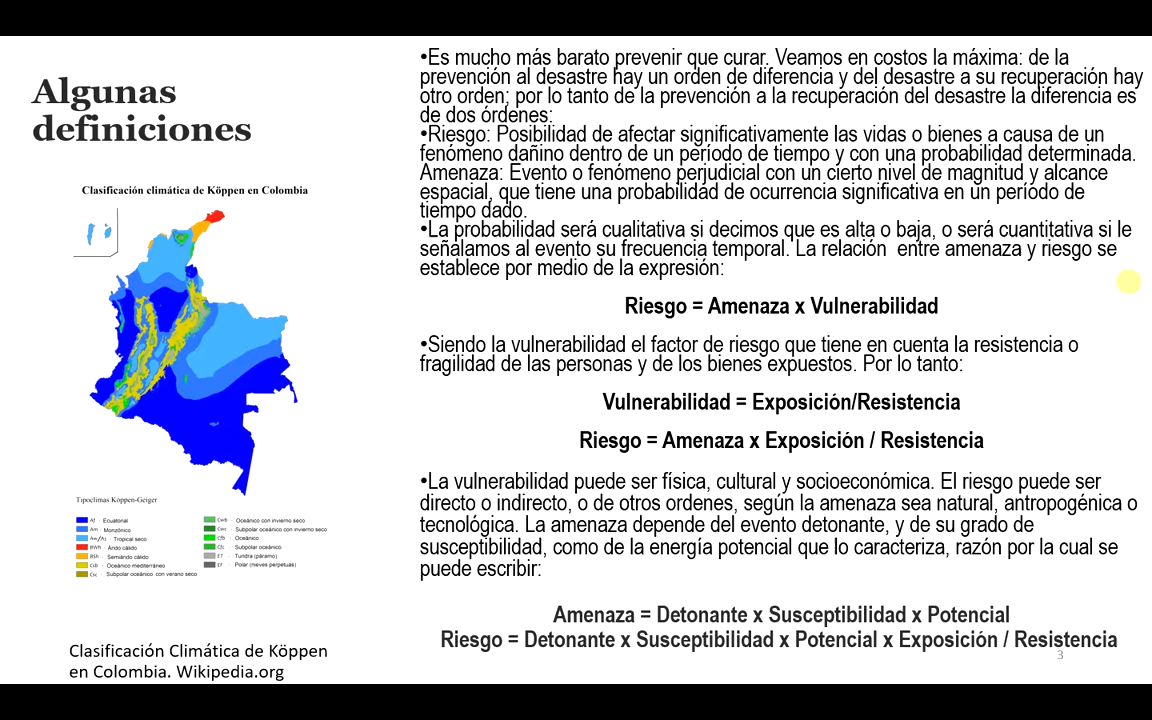 Algunas
definiciones
Clasificación climática de Köppen en Colombia
Tipoclimas Köppen-Geiger
Af · Ecuatorial
Am · Monzónico
Aw/As · Tropical seco
BWh · Árido cálido
BSh · Semiárido cálido
Csb · Oceánico mediterráneo
Csc · Subpolar oceánico con verano seco
Cwb · Oceánico con invierno seco
Cwc · Subpolar oceánico con invierno seco
Cfb · Oceánico
Cfc · Subpolar oceánico
ET · Tundra (páramo)
EF · Polar (nieves perpetuas)
Clasificación Climática de Köppen
en Colombia. Wikipedia.org
•Es mucho más barato prevenir que curar. Veamos en costos la máxima: de la
prevención al desastre hay un orden de diferencia y del desastre a su recuperación hay
otro orden; por lo tanto de la prevención a la recuperación del desastre la diferencia es
de dos órdenes:
•Riesgo: Posibilidad de afectar significativamente las vidas o bienes a causa de un
fenómeno dañino dentro de un período de tiempo y con una probabilidad determinada.
Amenaza: Evento o fenómeno perjudicial con un cierto nivel de magnitud y alcance
espacial, que tiene una probabilidad de ocurrencia significativa en un período de
tiempo dado.
•La probabilidad será cualitativa si decimos que es alta o baja, o será cuantitativa si le
señalamos al evento su frecuencia temporal. La relación  entre amenaza y riesgo se
establece por medio de la expresión:
Riesgo = Amenaza x Vulnerabilidad
•Siendo la vulnerabilidad el factor de riesgo que tiene en cuenta la resistencia o
fragilidad de las personas y de los bienes expuestos. Por lo tanto:
Vulnerabilidad = Exposición/Resistencia
Riesgo = Amenaza x Exposición / Resistencia
•La vulnerabilidad puede ser física, cultural y socioeconómica. El riesgo puede ser
directo o indirecto, o de otros ordenes, según la amenaza sea natural, antropogénica o
tecnológica. La amenaza depende del evento detonante, y de su grado de
susceptibilidad, como de la energía potencial que lo caracteriza, razón por la cual se
puede escribir:
Amenaza = Detonante x Susceptibilidad x Potencial
Riesgo = Detonante x Susceptibilidad x Potencial x Exposición / Resistencia
3